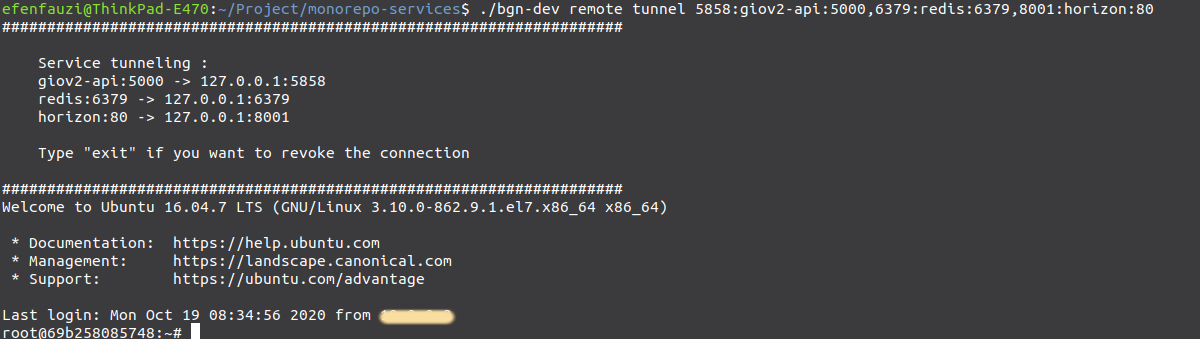 efenfauzi@ThinkPad-E470:~/Project/monorepo-services$ ./bgn-dev remote tunnel 5858:giov2-api:5000,6379:redis:6379,8001:horizon:80
#####################################################################
Service tunneling :
giov2-api:5000 -> 127.0.0.1:5858
redis:6379 -> 127.0.0.1:6379
horizon:80 -> 127.0.0.1:8001
Type "exit" if you want to revoke the connection
#####################################################################
Welcome to Ubuntu 16.04.7 LTS (GNU/Linux 3.10.0-862.9.1.el7.x86_64 x86_64)
* Documentation:  https://help.ubuntu.com
* Management:     https://landscape.canonical.com
* Support:        https://ubuntu.com/advantage
Last login: Mon Oct 19 08:34:56 2020 from
root@69b258085748:~#